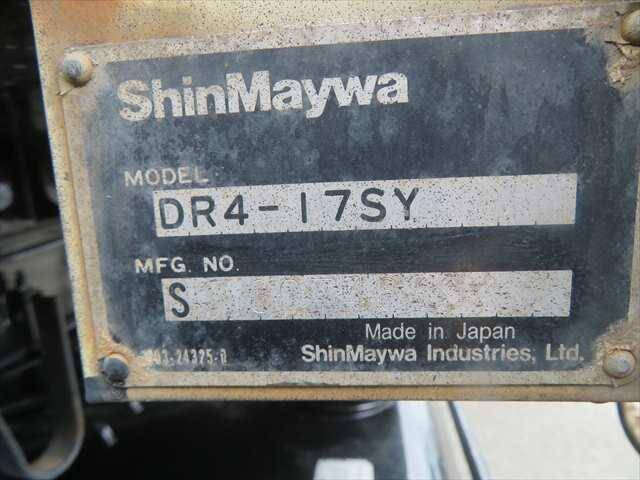 ShinMaywa
MODEL
DR4-17SY
MFG. NO.
S
Made in Japan
ShinMaywa Industries, Ltd.